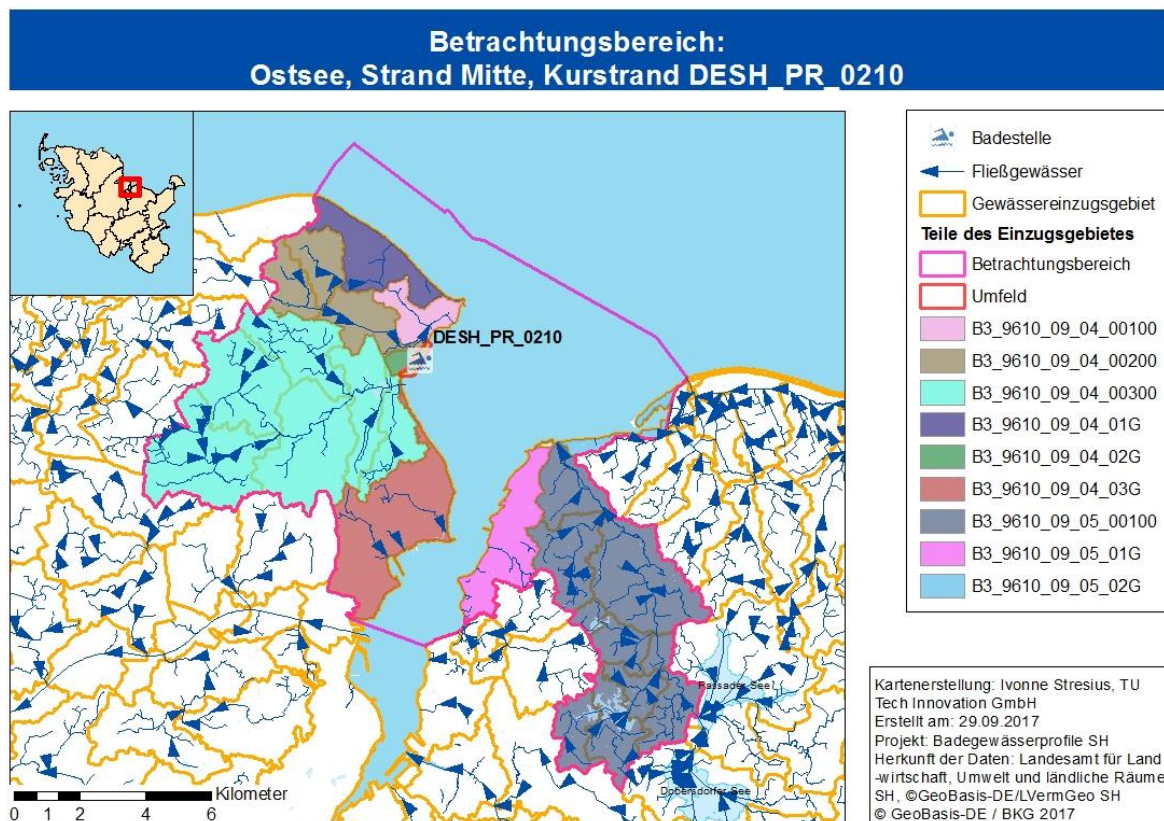 Betrachtungsbereich:
Ostsee, Strand Mitte, Kurstrand DESH_PR_0210
DESH_PR_0210
Passader See
Dobersdorfer See
Kilometer
0 1 2 4 6
Badestelle
Fließgewässer
Gewässereinzugsgebiet
Teile des Einzugsgebietes
Betrachtungsbereich
Umfeld
B3_9610_09_04_00100
B3_9610_09_04_00200
B3_9610_09_04_00300
B3_9610_09_04_01G
B3_9610_09_04_02G
B3_9610_09_04_03G
B3_9610_09_05_00100
B3_9610_09_05_01G
B3_9610_09_05_02G
Kartenerstellung: Ivonne Stresius, TU
Tech Innovation GmbH
Erstellt am: 29.09.2017
Projekt: Badegewässerprofile SH
Herkunft der Daten: Landesamt für Land
-wirtschaft, Umwelt und ländliche Räume
SH, ©GeoBasis-DE/LVermGeo SH
© GeoBasis-DE / BKG 2017